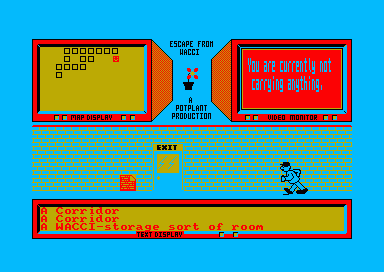 ESCAPE FROM
WACCI
A
POTPLANT
PRODUCTION
You are currently not
carrying anything.
MAP DISPLAY
VIDEO MONITOR
EXIT
A Corridor
A Corridor
A WACCI-storage sort of room
TEXT DISPLAY